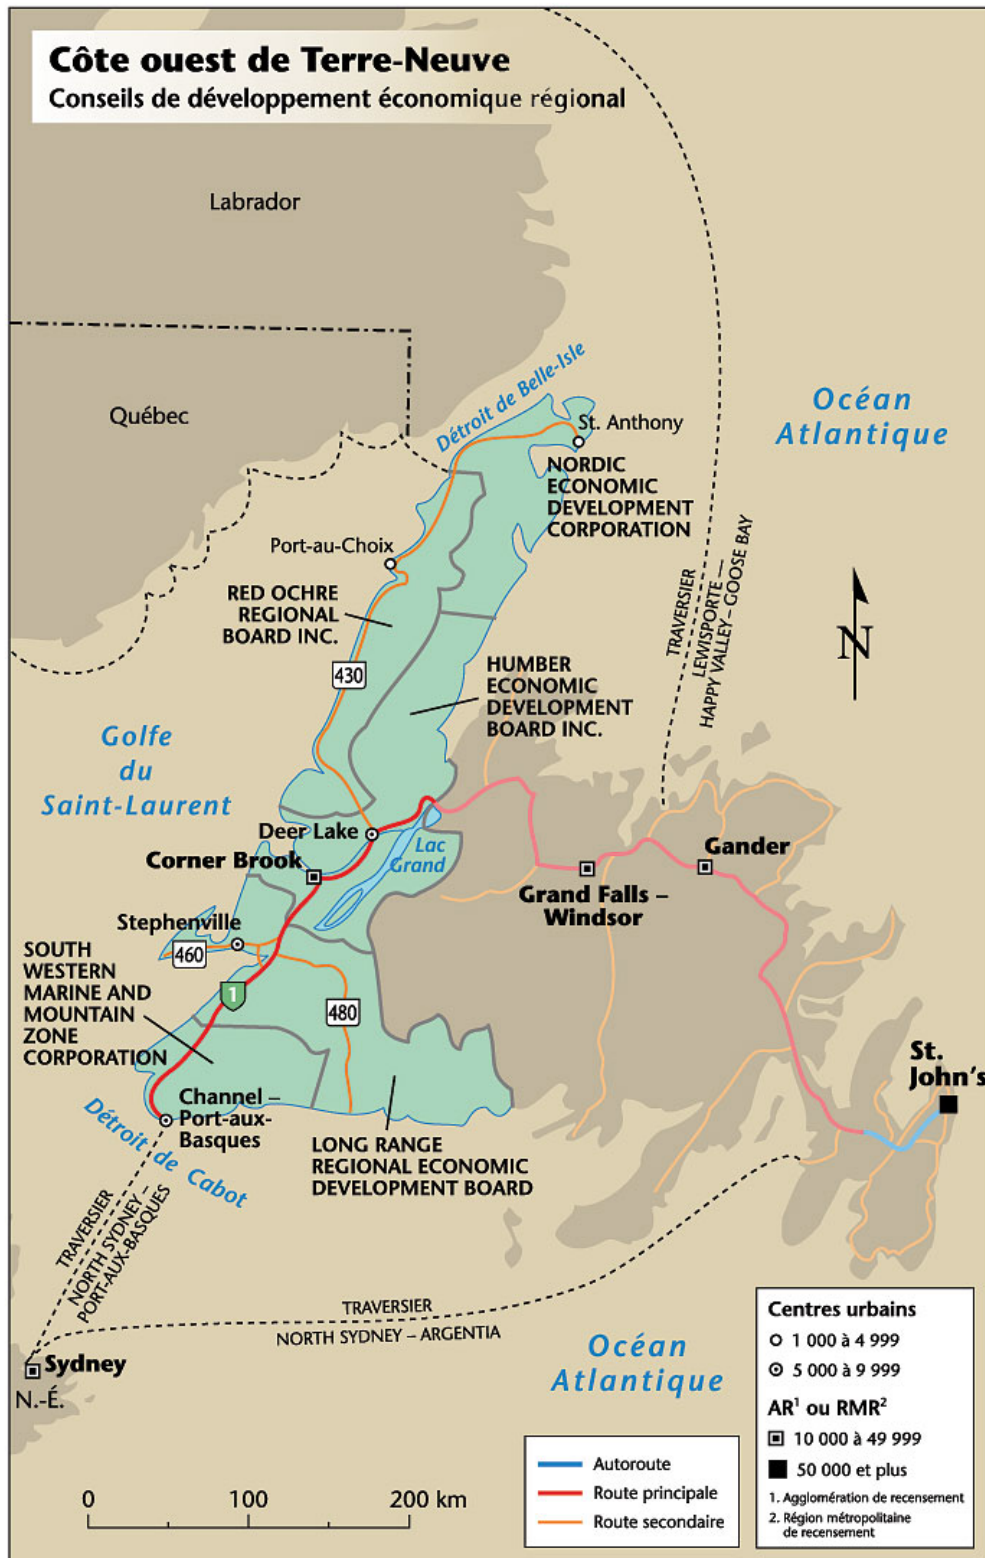 Côte ouest de Terre-Neuve
Conseils de développement économique régional
Labrador
Québec
Détroit de Belle-Isle
Océan
Atlantique
St. Anthony
NORDIC
ECONOMIC
DEVELOPMENT
CORPORATION
Port-au-Choix
RED OCHRE
REGIONAL
BOARD INC.
TRAVERSIER
LEWISPORTE —
HAPPY VALLEY – GOOSE BAY
N
430
HUMBER
ECONOMIC
DEVELOPMENT
BOARD INC.
Golfe
du
Saint-Laurent
Deer Lake
Lac
Grand
Corner Brook
Gander
Grand Falls –
Windsor
Stephenville
460
SOUTH
WESTERN
MARINE AND
MOUNTAIN
ZONE
CORPORATION
1
480
St.
John's
Channel –
Port-aux-
Basques
Détroit de Cabot
LONG RANGE
REGIONAL ECONOMIC
DEVELOPMENT BOARD
TRAVERSIER
NORTH SYDNEY –
PORT-AUX-BASQUES
TRAVERSIER
NORTH SYDNEY – ARGENTIA
Sydney
N.-É.
Océan
Atlantique
Centres urbains
1 000 à 4 999
5 000 à 9 999
AR¹ ou RMR²
10 000 à 49 999
50 000 et plus
1. Agglomération de recensement
2. Région métropolitaine
de recensement
Autoroute
Route principale
Route secondaire
0 100 200 km